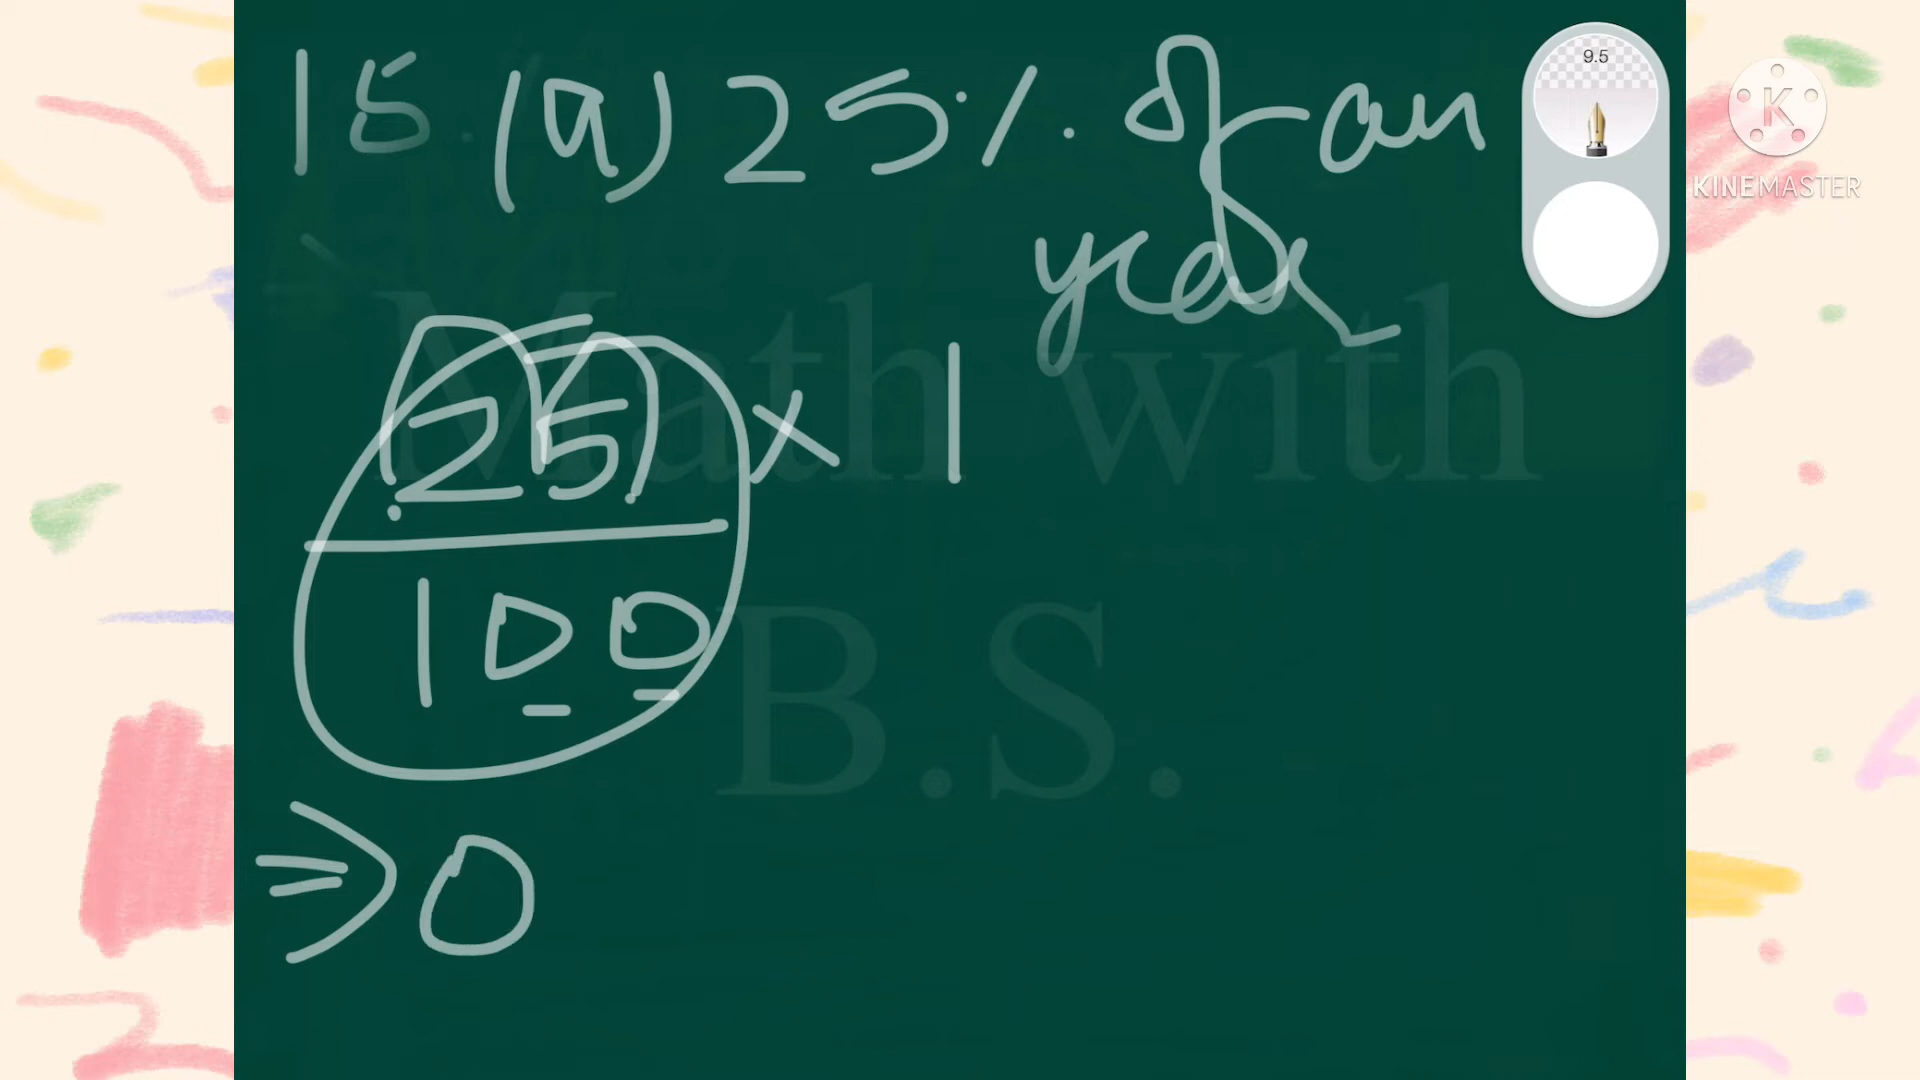 15. (a) 25% of an
year
25 × 1
100
⇒ 0
Math with
B.S.
9.5
K
KINEMASTER